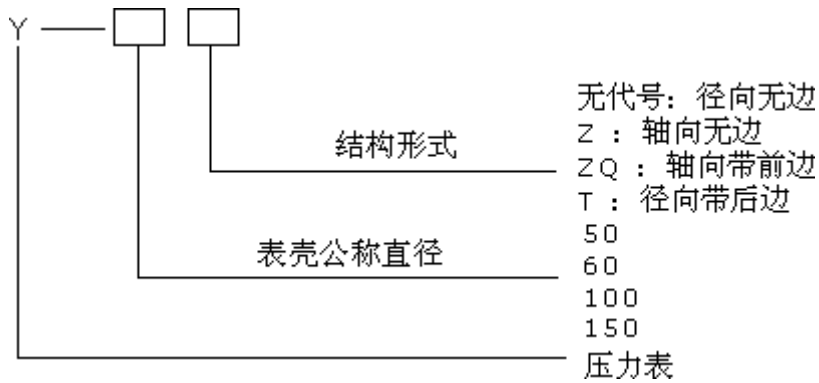 Y
无代号：径向无边
Z：轴向无边
结构形式
ZQ：轴向带前边
T：径向带后边
50
表壳公称直径
60
100
150
压力表